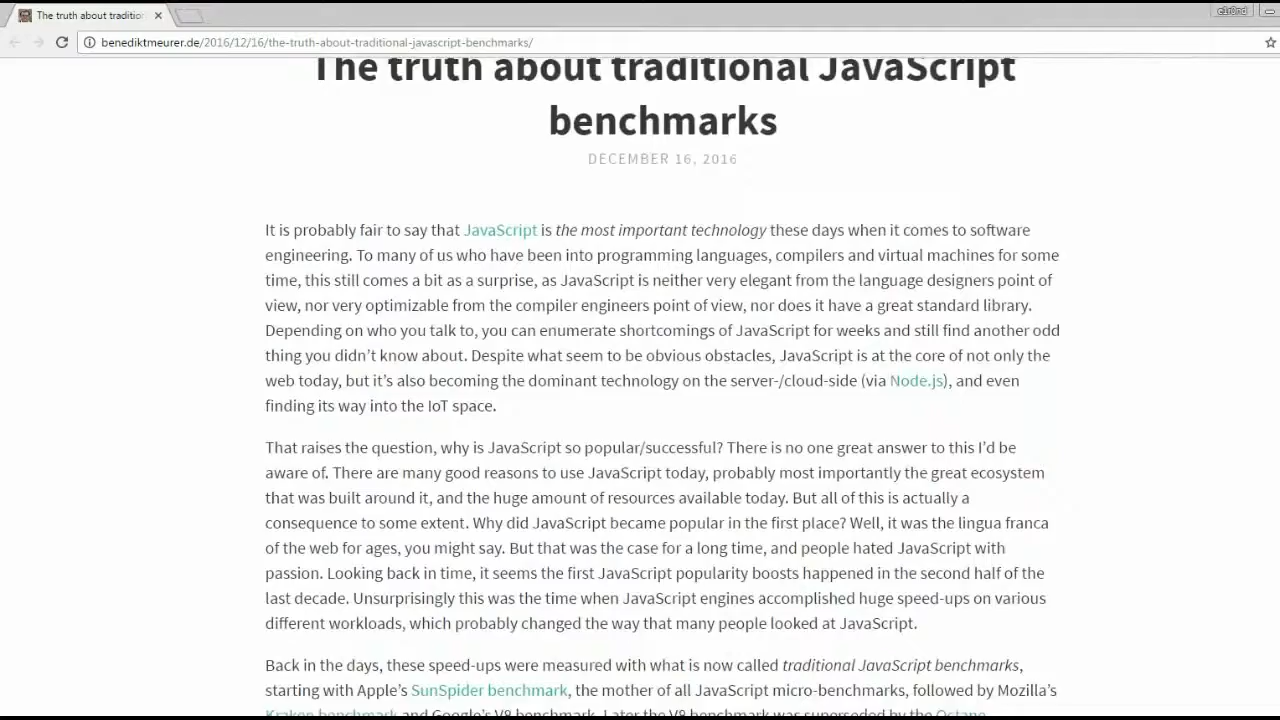 The truth about traditio
e1r0nd
benediktmeurer.de/2016/12/16/the-truth-about-traditional-javascript-benchmarks/
The truth about traditional JavaScript
benchmarks
DECEMBER 16, 2016
It is probably fair to say that JavaScript is the most important technology these days when it comes to software
engineering. To many of us who have been into programming languages, compilers and virtual machines for some
time, this still comes a bit as a surprise, as JavaScript is neither very elegant from the language designers point of
view, nor very optimizable from the compiler engineers point of view, nor does it have a great standard library.
Depending on who you talk to, you can enumerate shortcomings of JavaScript for weeks and still find another odd
thing you didn’t know about. Despite what seem to be obvious obstacles, JavaScript is at the core of not only the
web today, but it’s also becoming the dominant technology on the server-/cloud-side (via Node.js), and even
finding its way into the IoT space.
That raises the question, why is JavaScript so popular/successful? There is no one great answer to this I’d be
aware of. There are many good reasons to use JavaScript today, probably most importantly the great ecosystem
that was built around it, and the huge amount of resources available today. But all of this is actually a
consequence to some extent. Why did JavaScript became popular in the first place? Well, it was the lingua franca
of the web for ages, you might say. But that was the case for a long time, and people hated JavaScript with
passion. Looking back in time, it seems the first JavaScript popularity boosts happened in the second half of the
last decade. Unsurprisingly this was the time when JavaScript engines accomplished huge speed-ups on various
different workloads, which probably changed the way that many people looked at JavaScript.
Back in the days, these speed-ups were measured with what is now called traditional JavaScript benchmarks,
starting with Apple’s SunSpider benchmark, the mother of all JavaScript micro-benchmarks, followed by Mozilla’s
Kraken benchmark and Google’s V8 benchmark. Later the V8 benchmark was superseded by the Octane